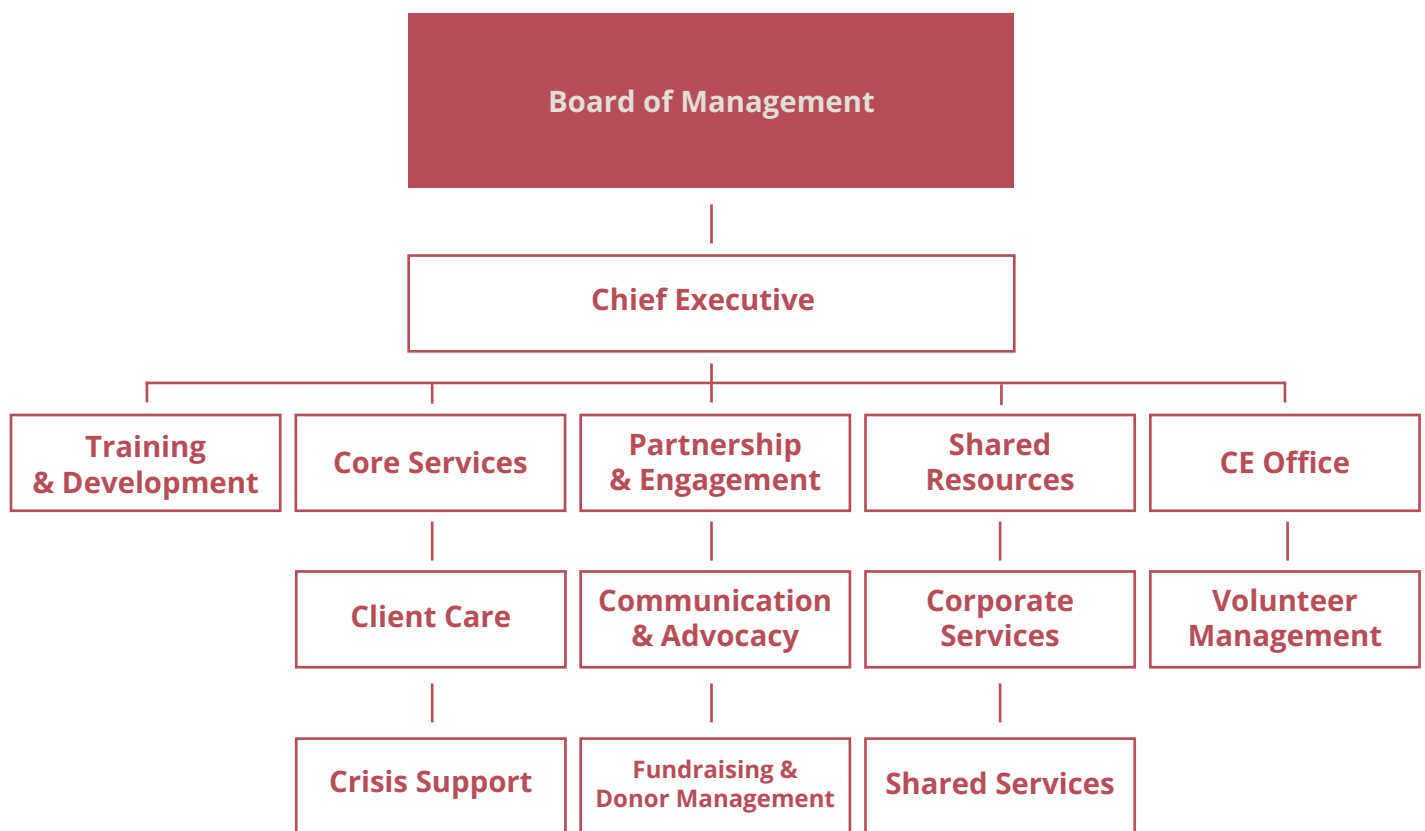 Board of Management
Chief Executive
Training
& Development
Core Services
Partnership
& Engagement
Shared
Resources
CE Office
Client Care
Communication
& Advocacy
Corporate
Services
Volunteer
Management
Crisis Support
Fundraising &
Donor Management
Shared Services